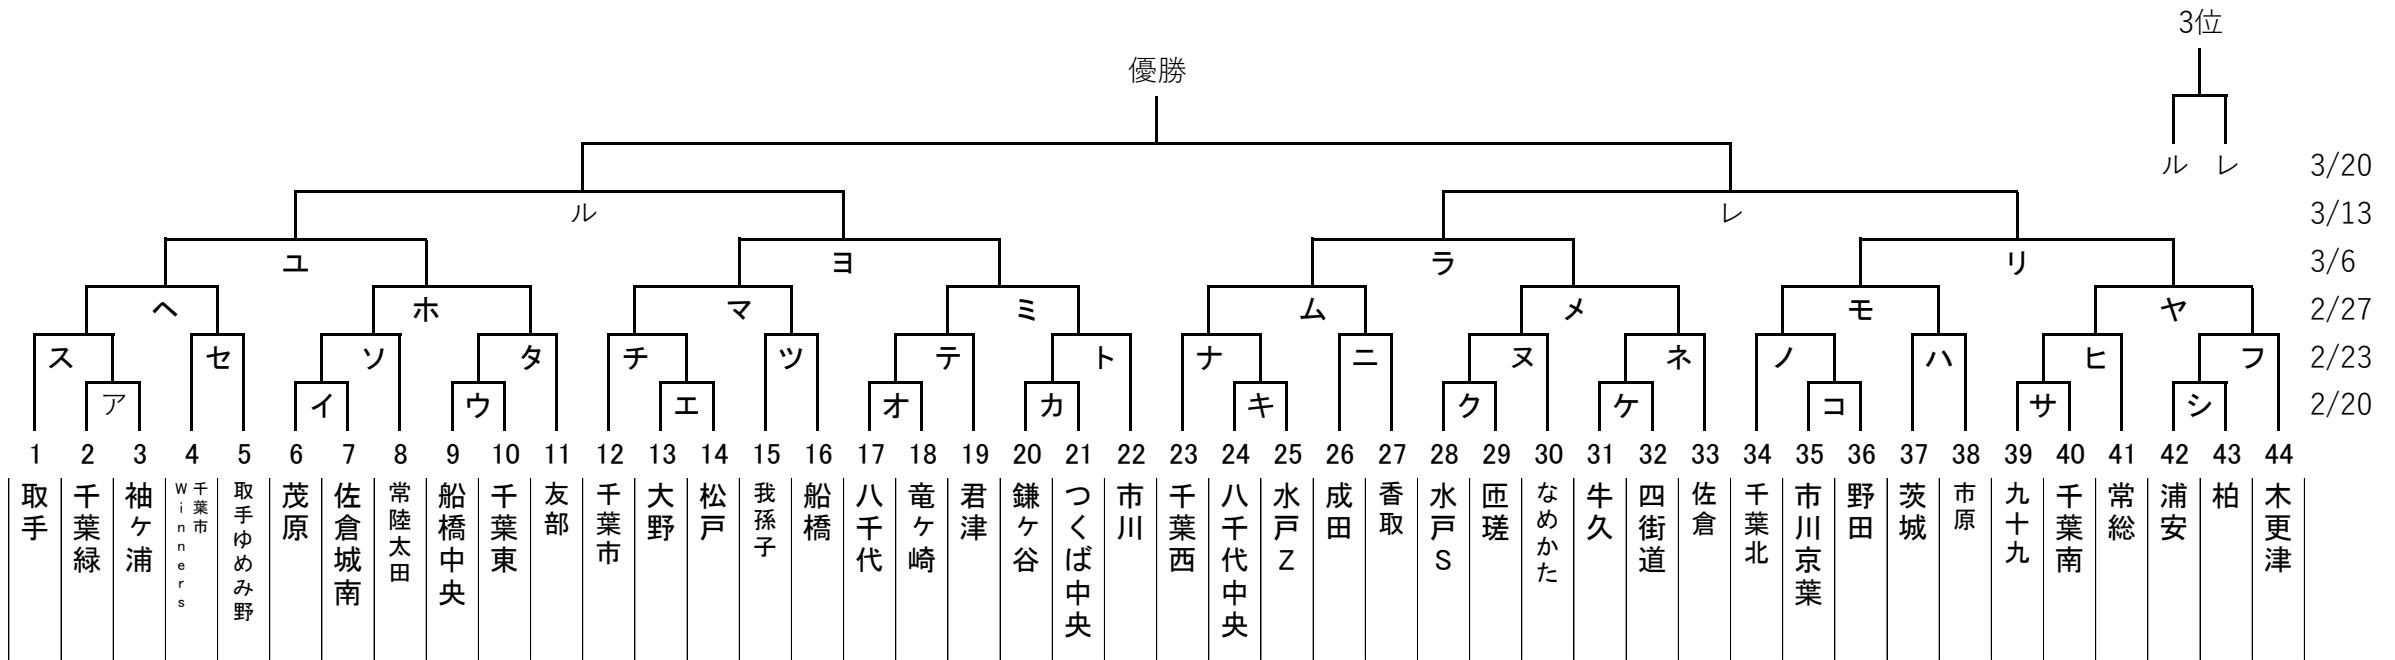 3位
優勝
ル レ 3/20
ル レ 3/13
ユ ヨ ラ リ 3/6
ヘ ホ マ ミ ム メ モ ヤ 2/27
ス セ ソ タ チ ツ テ ト ナ ニ ヌ ネ ノ ハ ヒ フ 2/23
ア イ ウ エ オ カ キ ク ケ コ サ シ 2/20
1 2 3 4 5 6 7 8 9 10 11 12 13 14 15 16 17 18 19 20 21 22 23 24 25 26 27 28 29 30 31 32 33 34 35 36 37 38 39 40 41 42 43 44
取手
千葉緑
袖ヶ浦
千葉市
Winners
取手ゆめみ野
茂原
佐倉城南
常陸太田
船橋中央
千葉東
友部
千葉市
大野
松戸
我孫子
船橋
八千代
竜ヶ崎
君津
鎌ヶ谷
つくば中央
市川
千葉西
八千代中央
水戸Z
成田
香取
水戸S
匝瑳
なめかた
牛久
四街道
佐倉
千葉北
市川京葉
野田
茨城
市原
九十九
千葉南
常総
浦安
柏
木更津